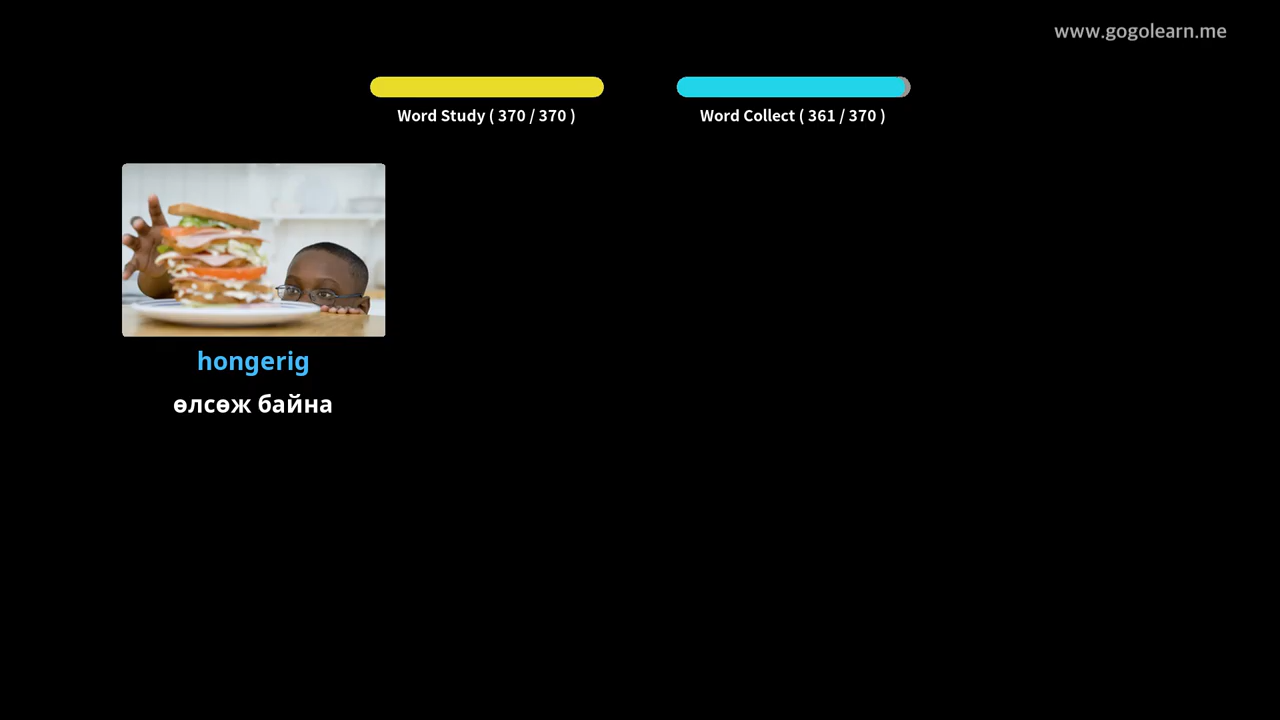 www.gogolearn.me
Word Study ( 370 / 370 )
Word Collect ( 361 / 370 )
hongerig
өлсөж байна